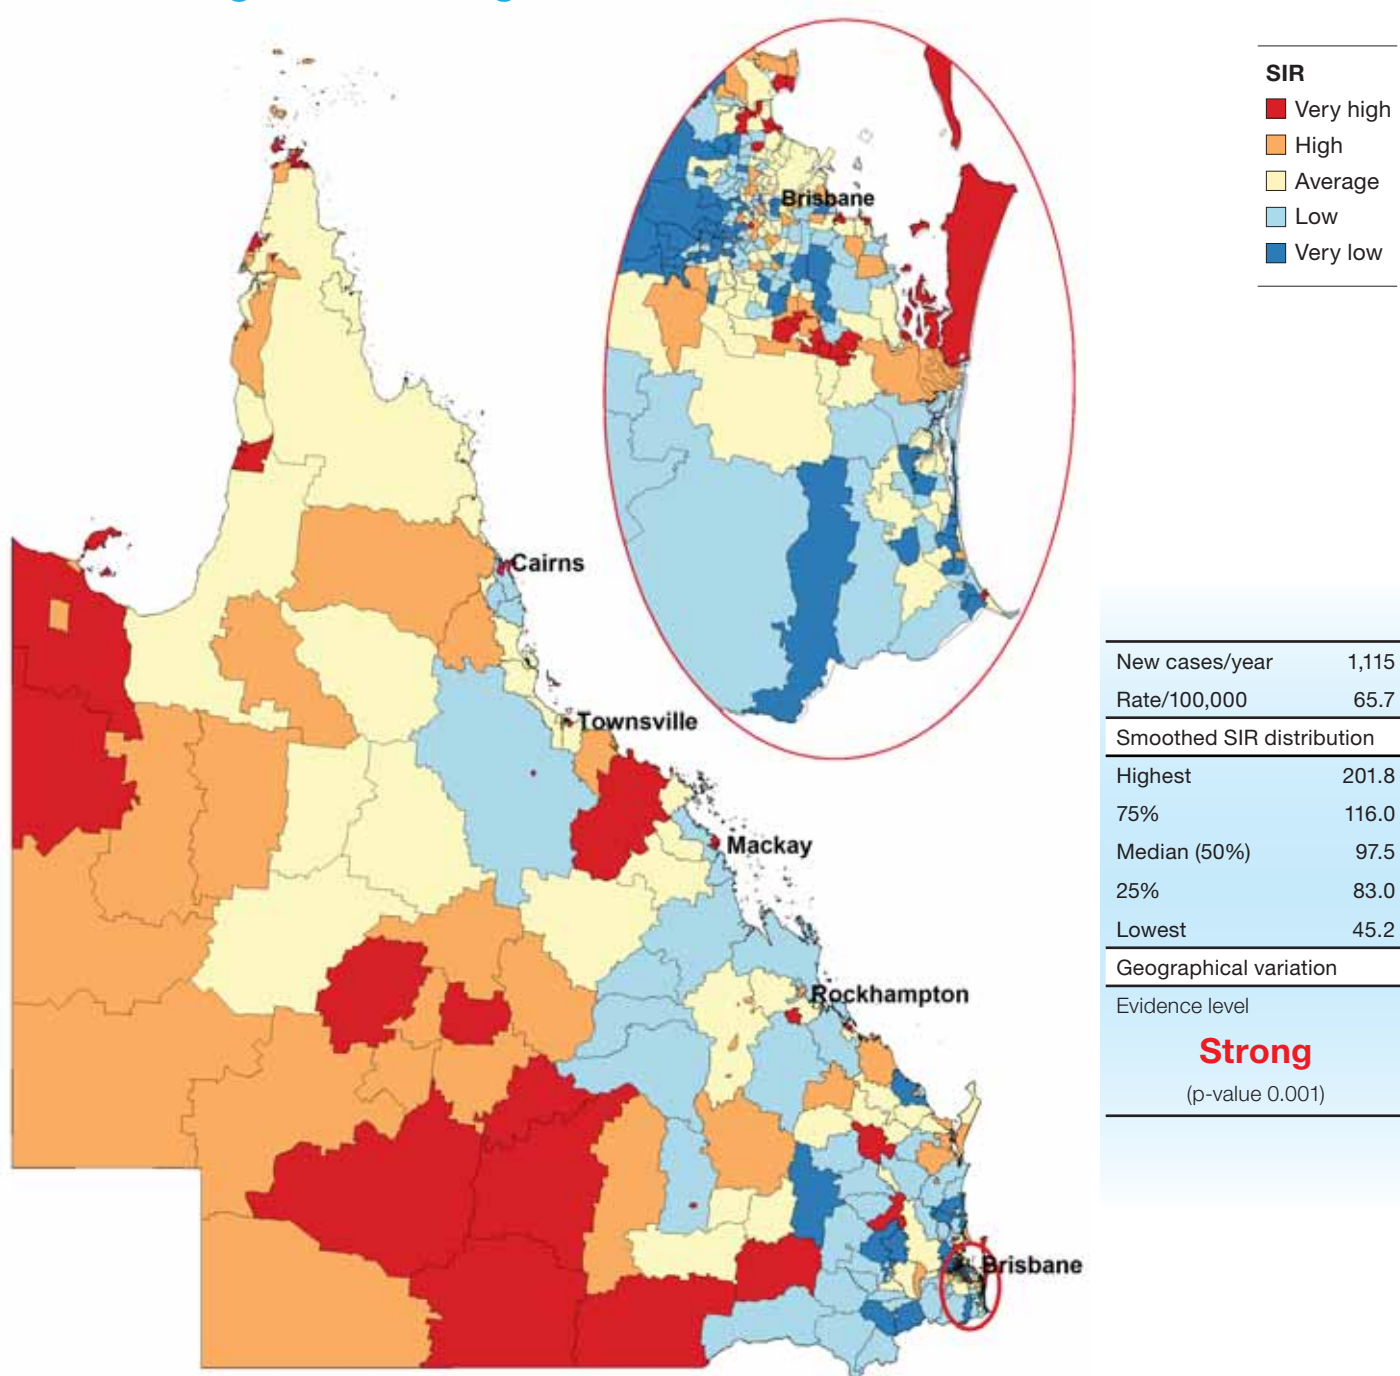 SIR
Very high
High
Average
Low
Very low
Brisbane
Cairns
Townsville
Mackay
Rockhampton
Brisbane
New cases/year 1,115
Rate/100,000 65.7
Smoothed SIR distribution
Highest 201.8
75% 116.0
Median (50%) 97.5
25% 83.0
Lowest 45.2
Geographical variation
Evidence level
Strong
(p-value 0.001)